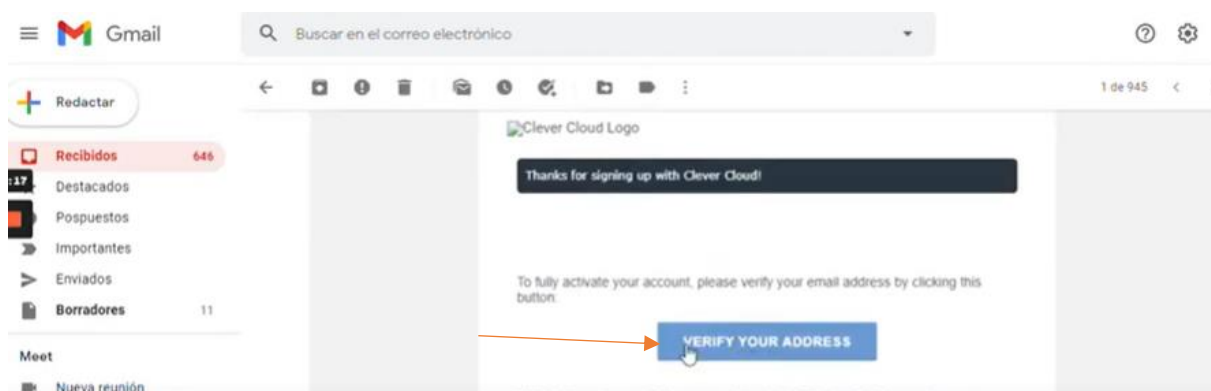 Gmail
Buscar en el correo electrónico
Redactar
1 de 945
Recibidos 646
:17
Destacados
Pospuestos
Importantes
Enviados
Borradores 11
Meet
Nueva reunión
Clever Cloud Logo
Thanks for signing up with Clever Cloud!
To fully activate your account, please verify your email address by clicking this
button:
VERIFY YOUR ADDRESS